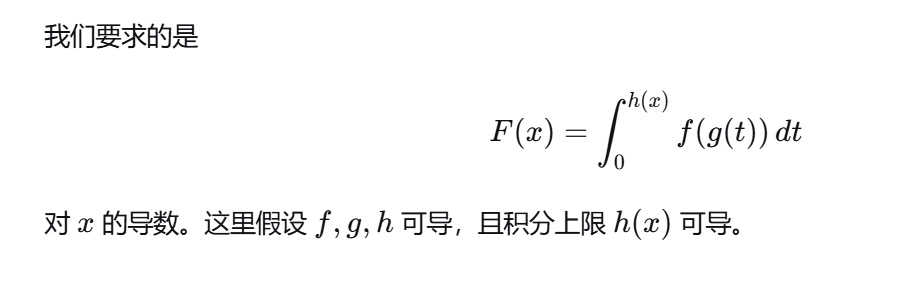 我们要求的是
F(x) = ∫₀^{h(x)} f(g(t)) dt
对 x 的导数。这里假设 f, g, h 可导，且积分上限 h(x) 可导。